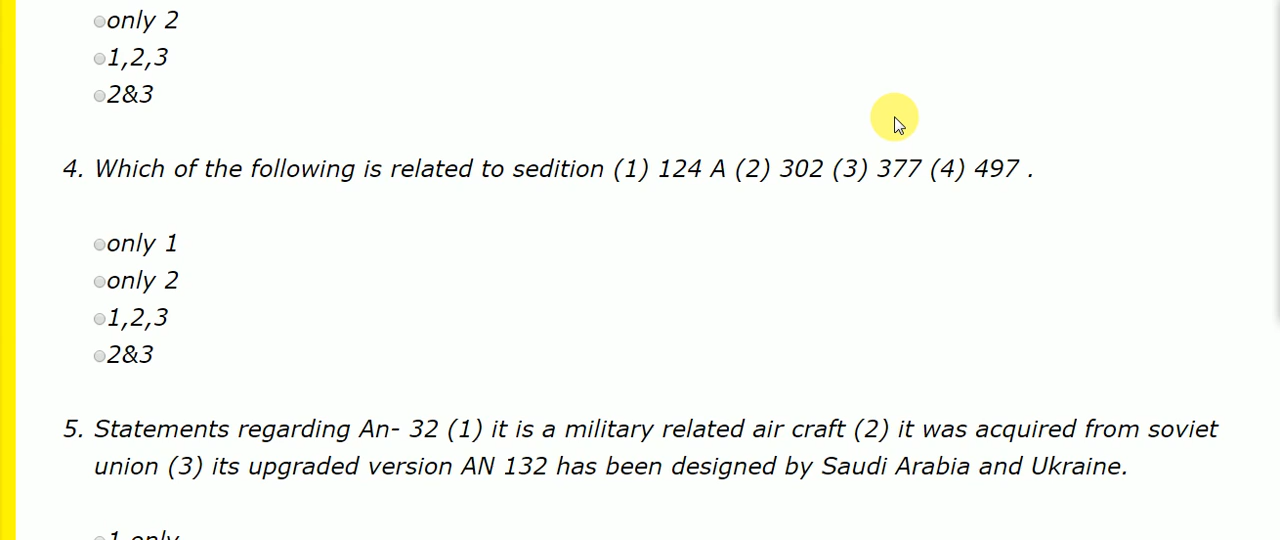 only 2
1,2,3
2&3
4. Which of the following is related to sedition (1) 124 A (2) 302 (3) 377 (4) 497 .
only 1
only 2
1,2,3
2&3
5. Statements regarding An- 32 (1) it is a military related air craft (2) it was acquired from soviet
union (3) its upgraded version AN 132 has been designed by Saudi Arabia and Ukraine.
1 only